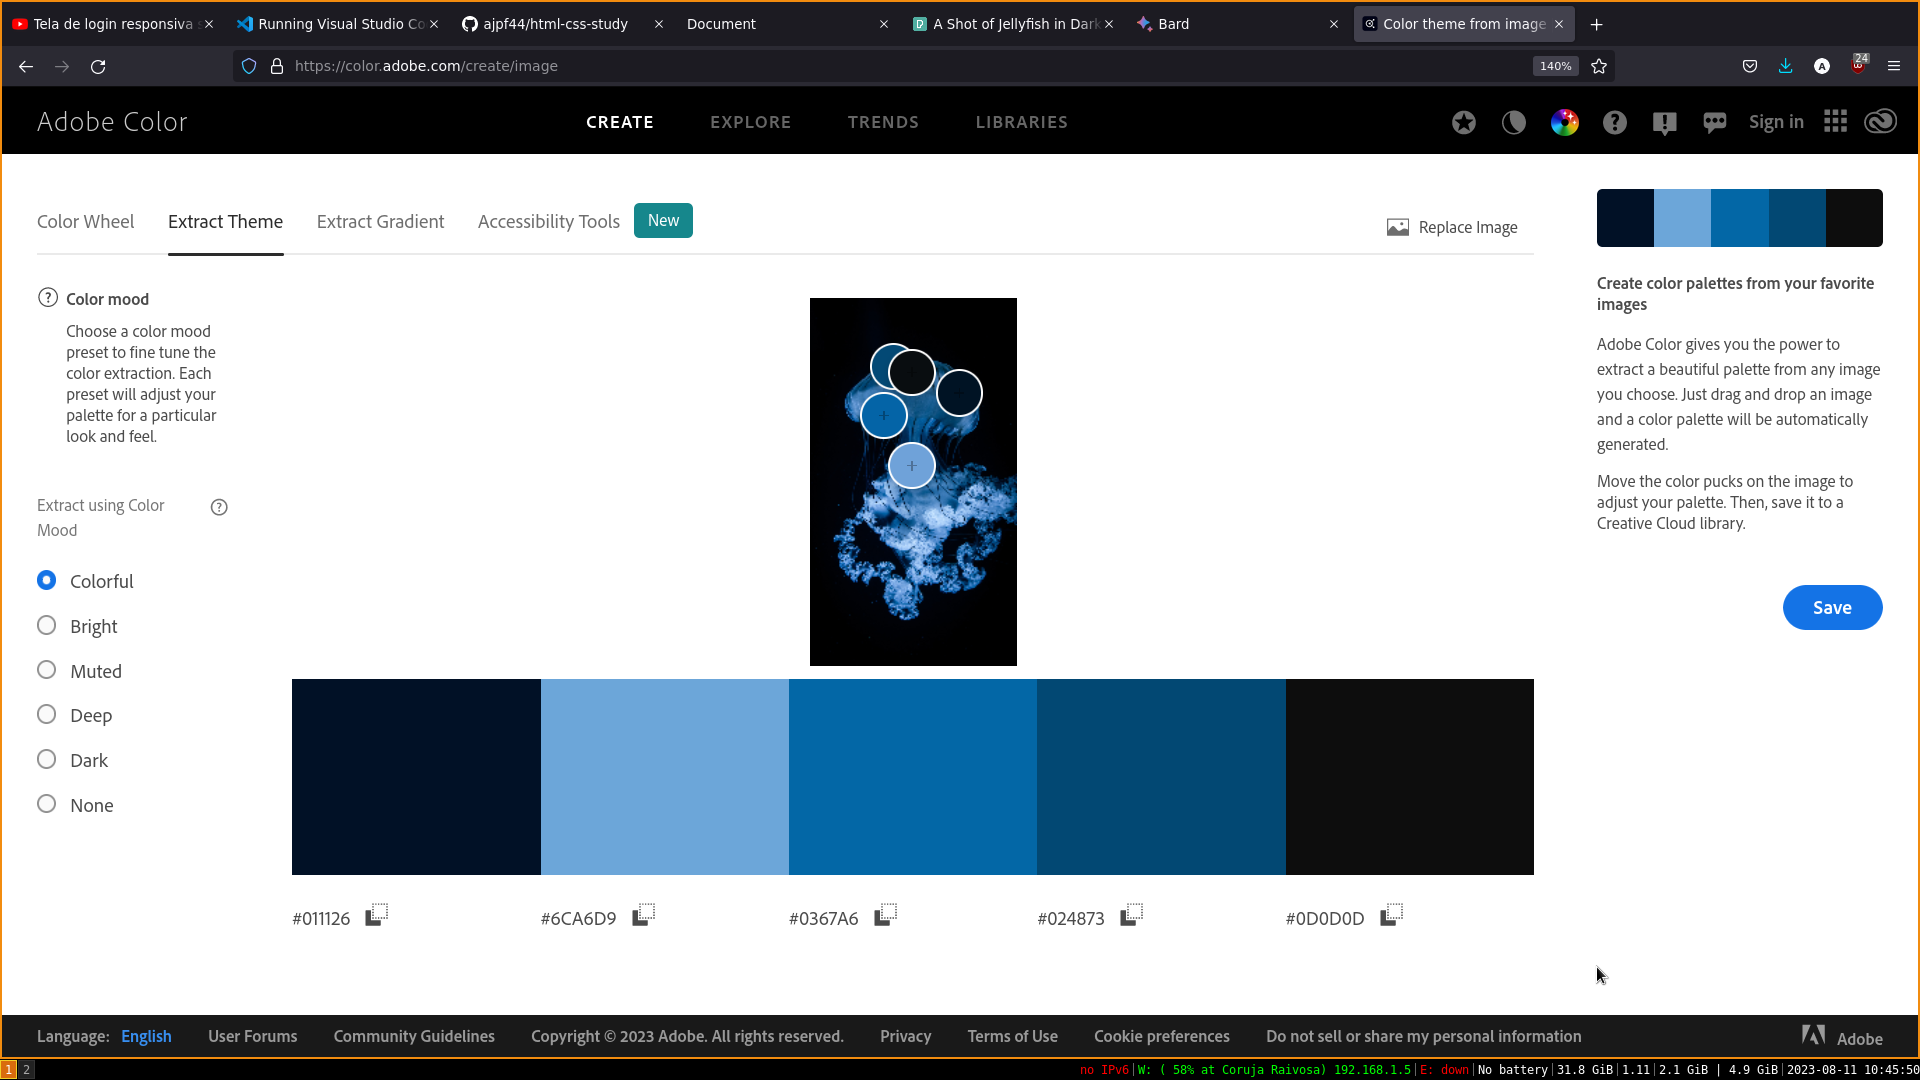 Tela de login responsiva
Running Visual Studio Co
ajpf44/html-css-study
Document
A Shot of Jellyfish in Dark
Bard
Color theme from image
https://color.adobe.com/create/image
140%
A
24
Adobe Color
CREATE
EXPLORE
TRENDS
LIBRARIES
Sign in
Color Wheel
Extract Theme
Extract Gradient
Accessibility Tools
New
Replace Image
Color mood
Choose a color mood
preset to fine tune the
color extraction. Each
preset will adjust your
palette for a particular
look and feel.
Extract using Color
Mood
Colorful
Bright
Muted
Deep
Dark
None
Create color palettes from your favorite
images
Adobe Color gives you the power to
extract a beautiful palette from any image
you choose. Just drag and drop an image
and a color palette will be automatically
generated.
Move the color pucks on the image to
adjust your palette. Then, save it to a
Creative Cloud library.
Save
#011126
#6CA6D9
#0367A6
#024873
#0D0D0D
Language: English
User Forums
Community Guidelines
Copyright © 2023 Adobe. All rights reserved.
Privacy
Terms of Use
Cookie preferences
Do not sell or share my personal information
Adobe
1 2
no IPv6|W: ( 58% at Coruja Raivosa) 192.168.1.5|E: down|No battery|31.8 GiB|1.11|2.1 GiB | 4.9 GiB|2023-08-11 10:45:50